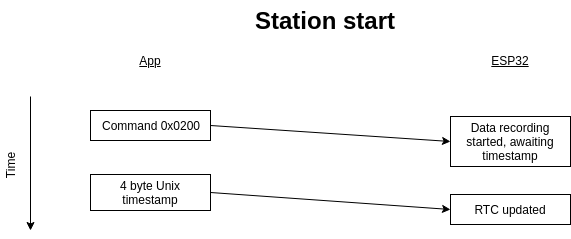 Station start
App
ESP32
Time
Command 0x0200
Data recording
started, awaiting
timestamp
4 byte Unix
timestamp
RTC updated